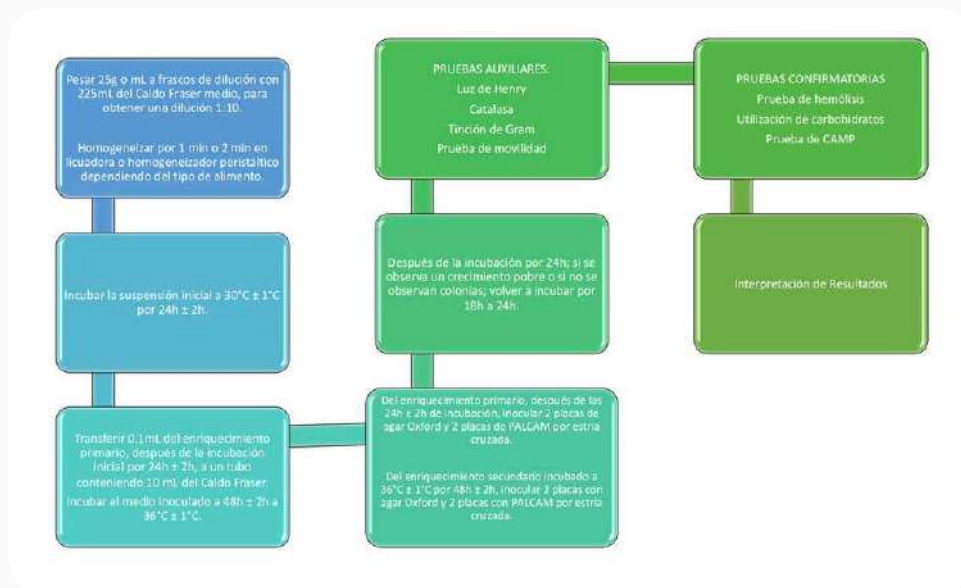 Pesar 25g o mL a frascos de dilución con
225mL del Caldo Fraser medio, para
obtener una dilución 1:10.
Homogeneizar por 1 min o 2 min en
licuadora o homogeneizador peristáltico
dependiendo del tipo de alimento.
Incubar la suspensión inicial a 30°C ± 1°C
por 24h ± 2h.
Transferir 0,1mL del enriquecimiento
primario, después de la incubación
inicial por 24h ± 2h, a un tubo
conteniendo 10 mL del Caldo Fraser.
Incubar el medio inoculado a 48h ± 2h a
36°C ± 1°C.
Del enriquecimiento primario, después de las
24h ± 2h de incubación, inocular 2 placas de
agar Oxford y 2 placas de PALCAM por estría
cruzada.
Del enriquecimiento secundario incubado a
36°C ± 1°C por 48h ± 2h, inocular 2 placas con
agar Oxford y 2 placas con PALCAM por estría
cruzada.
Después de la incubación por 24h; si se
observa un crecimiento pobre o si no se
observan colonias; volver a incubar por
18h a 24h.
PRUEBAS AUXILIARES:
Luz de Henry
Catalasa
Tinción de Gram
Prueba de movilidad
PRUEBAS CONFIRMATORIAS
Prueba de hemólisis
Utilización de carbohidratos
Prueba de CAMP
Interpretación de Resultados